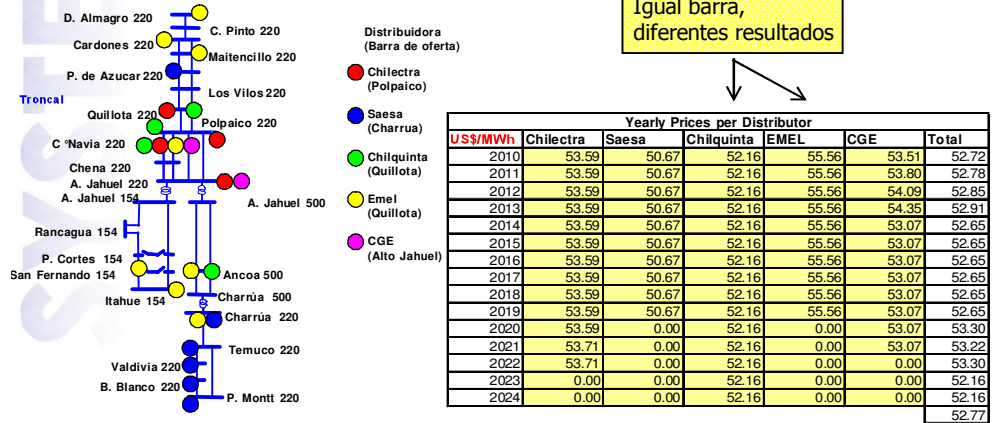 Igual barra,
diferentes resultados
SYSTE
Troncal
D. Almagro 220
C. Pinto 220
Cardones 220
Maitencillo 220
P. de Azucar 220
Los Vilos 220
Quillota 220
Polpaico 220
C ºNavia 220
Chena 220
A. Jahuel 220
A. Jahuel 154
A. Jahuel 500
Rancagua 154
P. Cortes 154
San Fernando 154
Ancoa 500
Itahue 154
Charrúa 500
Charrúa 220
Temuco 220
Valdivia 220
B. Blanco 220
P. Montt 220
Distribuidora
(Barra de oferta)
Chilectra
(Polpaico)
Saesa
(Charrua)
Chilquinta
(Quillota)
Emel
(Quillota)
CGE
(Alto Jahuel)
Yearly Prices per Distributor
US$/MWh Chilectra Saesa Chilquinta EMEL CGE Total
2010 53.59 50.67 52.16 55.56 53.51 52.72
2011 53.59 50.67 52.16 55.56 53.80 52.78
2012 53.59 50.67 52.16 55.56 54.09 52.85
2013 53.59 50.67 52.16 55.56 54.35 52.91
2014 53.59 50.67 52.16 55.56 53.07 52.65
2015 53.59 50.67 52.16 55.56 53.07 52.65
2016 53.59 50.67 52.16 55.56 53.07 52.65
2017 53.59 50.67 52.16 55.56 53.07 52.65
2018 53.59 50.67 52.16 55.56 53.07 52.65
2019 53.59 50.67 52.16 55.56 53.07 52.65
2020 53.59 0.00 52.16 0.00 53.07 53.30
2021 53.71 0.00 52.16 0.00 53.07 53.22
2022 53.71 0.00 52.16 0.00 0.00 53.30
2023 0.00 0.00 52.16 0.00 0.00 52.16
2024 0.00 0.00 52.16 0.00 0.00 52.16
52.77